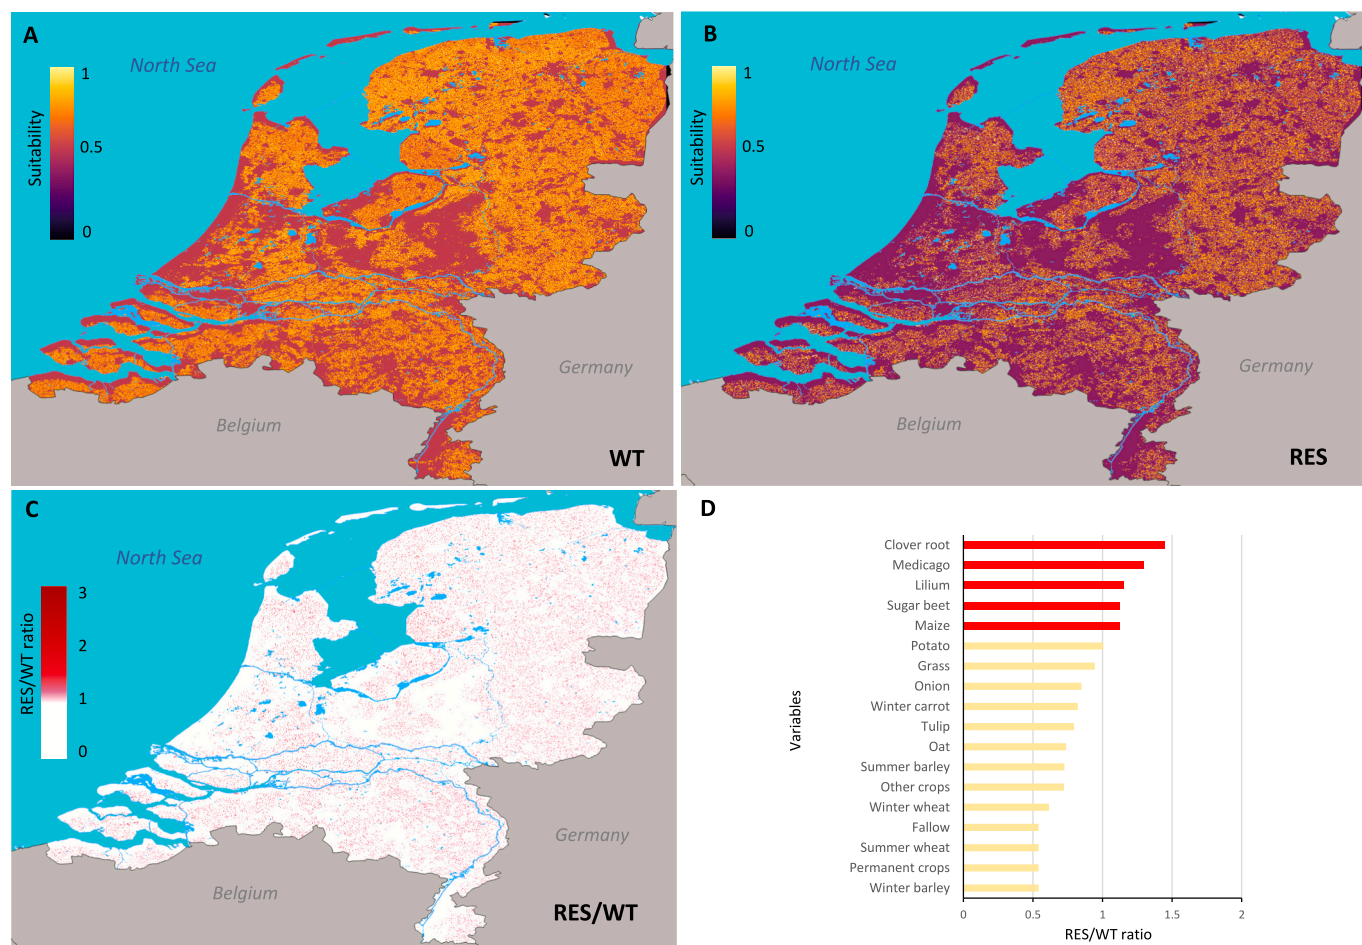 A
North Sea
1
0.5
0
Suitability
Germany
Belgium
WT
B
North Sea
1
0.5
0
Suitability
Germany
Belgium
RES
C
North Sea
3
2
1
0
RES/WT ratio
Germany
Belgium
RES/WT
D
Clover root
Medicago
Lilium
Sugar beet
Maize
Potato
Grass
Onion
Winter carrot
Tulip
Oat
Summer barley
Other crops
Winter wheat
Fallow
Summer wheat
Permanent crops
Winter barley
Variables
0 0.5 1 1.5 2
RES/WT ratio